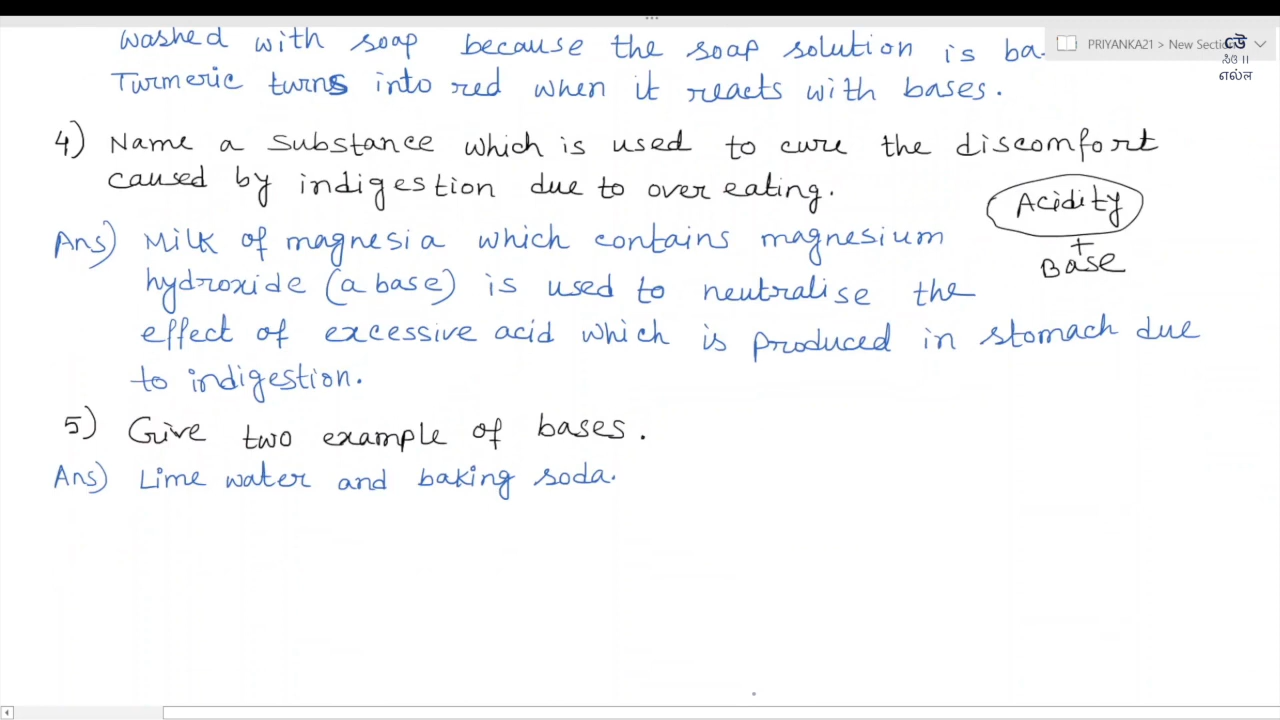 washed with soap because the soap solution is ba
PRIYANKA21 > New Section
Turmeric turns into red when it reacts with bases.
எல்ல
4) Name a substance which is used to cure the discomfort
caused by indigestion due to over eating.
Acidity
+
Base
Ans) Milk of magnesia which contains magnesium
hydroxide (a base) is used to neutralise the
effect of excessive acid which is produced in stomach due
to indigestion.
5) Give two example of bases.
Ans) Lime water and baking soda.